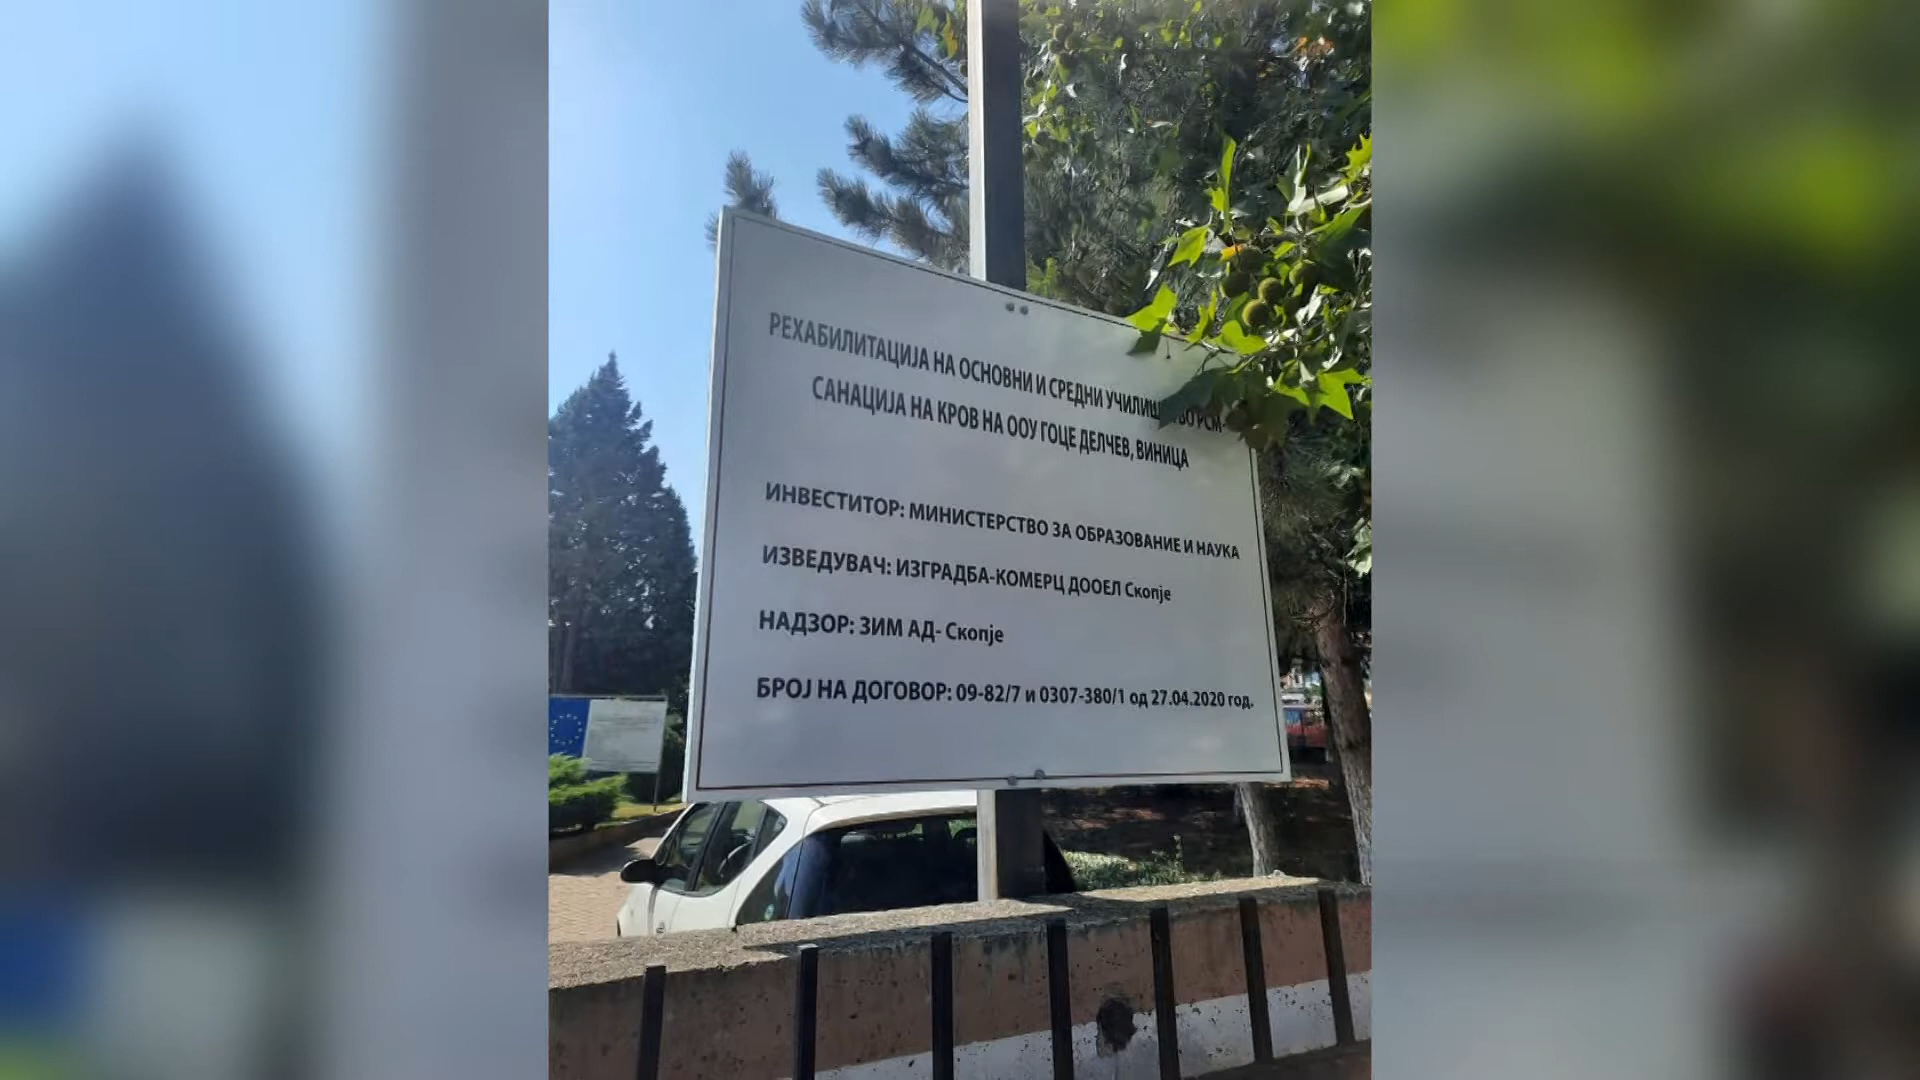 РЕХАБИЛИТАЦИЈА НА ОСНОВНИ И СРЕДНИ РСМ-
САНАЦИЈА НА КРОВ НА ООУ ГОЦЕ ДЕЛЧЕВ, ВИНИЦА
ИНВЕСТИТОР: МИНИСТЕРСТВО ЗА ОБРАЗОВАНИЕ И НАУКА
ИЗВЕДУВАЧ: ИЗГРАДБА-КОМЕРЦ ДООЕЛ Скопје
НАДЗОР: ЗИМ АД- Скопје
БРОЈ НА ДОГОВОР: 09-82/7 и 0307-380/1 од 27.04.2020 год.